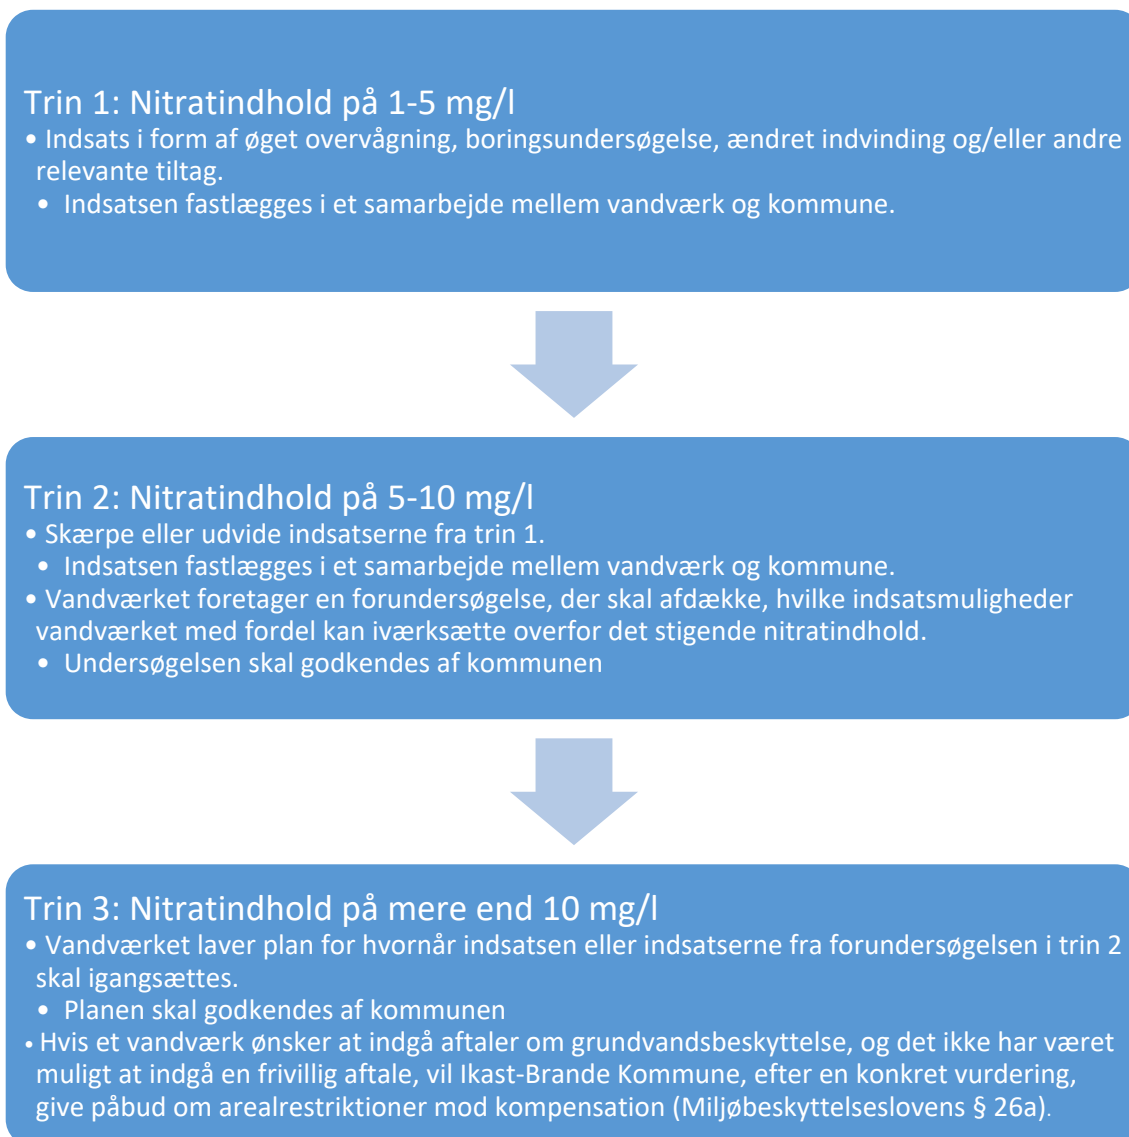 Trin 1: Nitratindhold på 1-5 mg/l
• Indsats i form af øget overvågning, boringsundersøgelse, ændret indvinding og/eller andre
relevante tiltag.
• Indsatsen fastlægges i et samarbejde mellem vandværk og kommune.
Trin 2: Nitratindhold på 5-10 mg/l
• Skærpe eller udvide indsatserne fra trin 1.
• Indsatsen fastlægges i et samarbejde mellem vandværk og kommune.
• Vandværket foretager en forundersøgelse, der skal afdække, hvilke indsatsmuligheder
vandværket med fordel kan iværksætte overfor det stigende nitratindhold.
• Undersøgelsen skal godkendes af kommunen
Trin 3: Nitratindhold på mere end 10 mg/l
• Vandværket laver plan for hvornår indsatsen eller indsatserne fra forundersøgelsen i trin 2
skal igangsættes.
• Planen skal godkendes af kommunen
• Hvis et vandværk ønsker at indgå aftaler om grundvandsbeskyttelse, og det ikke har været
muligt at indgå en frivillig aftale, vil Ikast-Brande Kommune, efter en konkret vurdering,
give påbud om arealrestriktioner mod kompensation (Miljøbeskyttelseslovens § 26a).